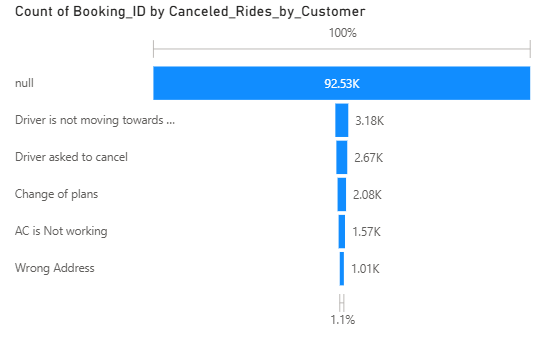 Count of Booking_ID by Canceled_Rides_by_Customer
100%
null 92.53K
Driver is not moving towards ... 3.18K
Driver asked to cancel 2.67K
Change of plans 2.08K
AC is Not working 1.57K
Wrong Address 1.01K
1.1%